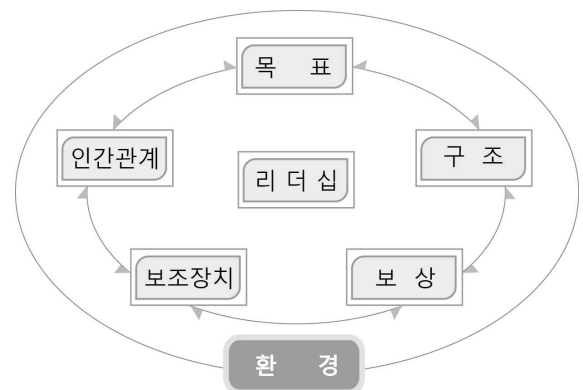 목 표
인간관계
구 조
리 더 십
보조장치
보 상
환 경